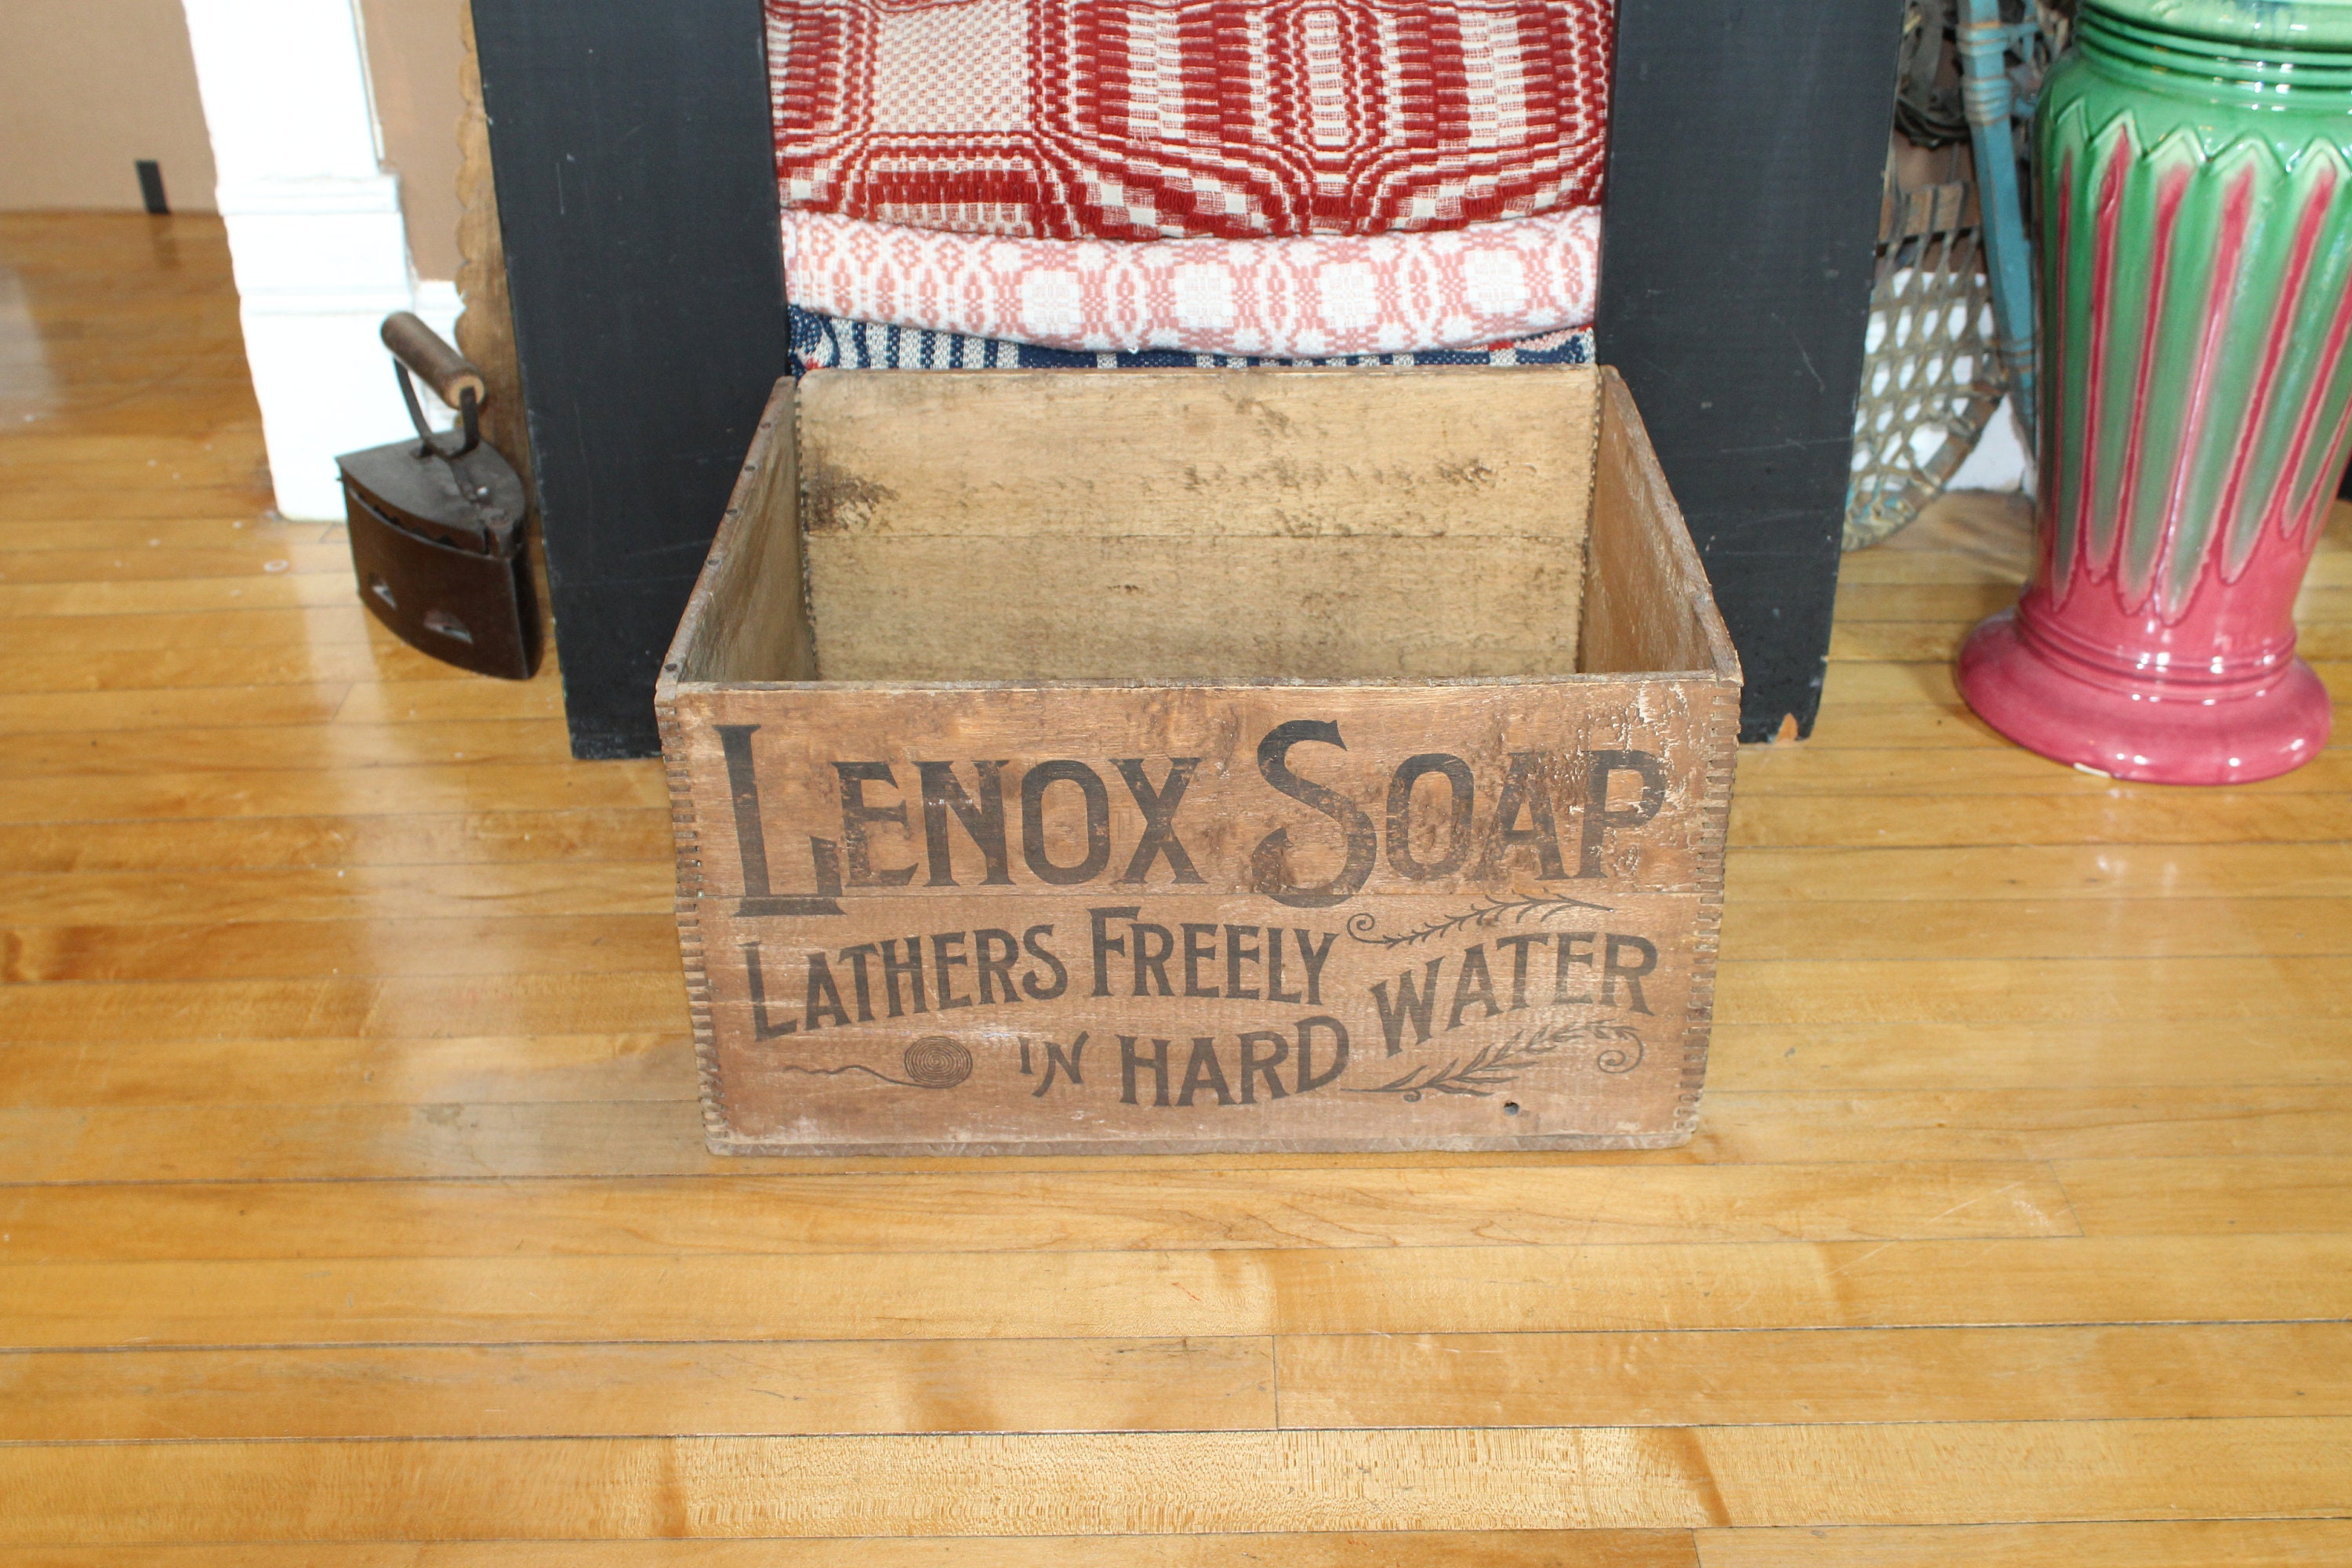 LENOX SOAP
LATHERS FREELY
IN HARD WATER